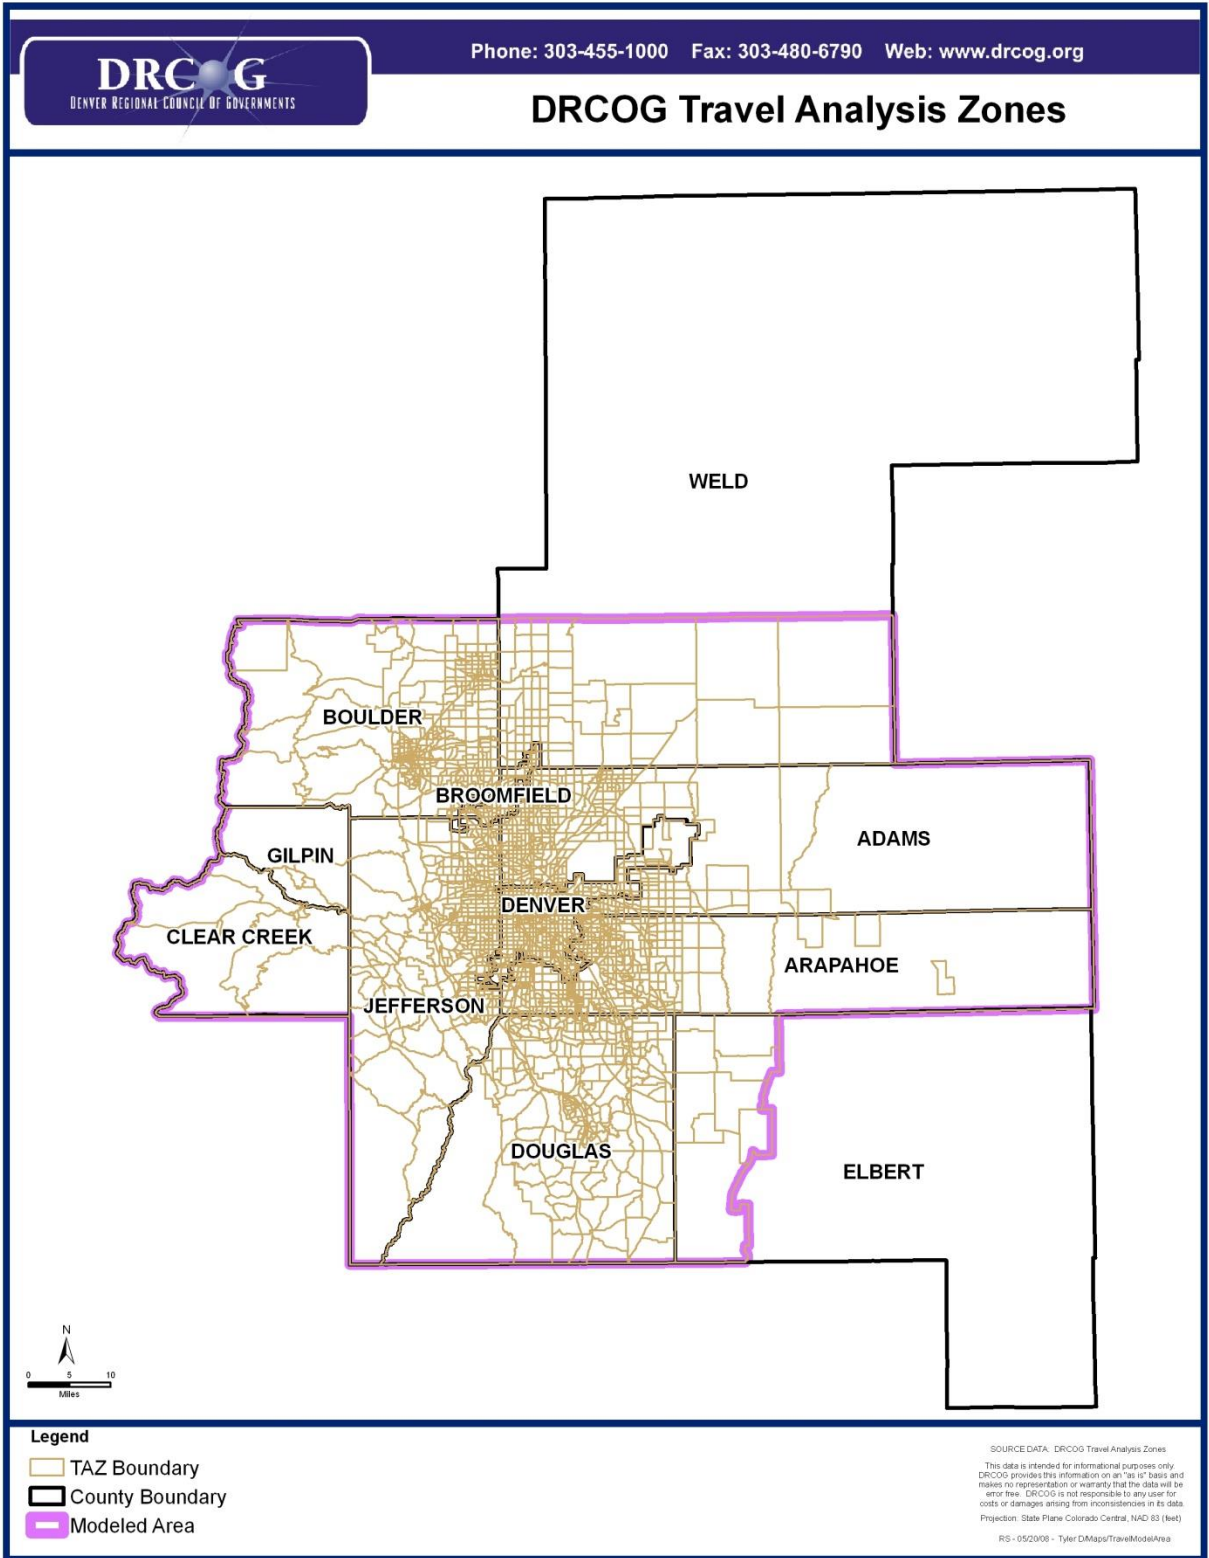 DRCOG
DENVER REGIONAL COUNCIL OF GOVERNMENTS
Phone: 303-455-1000 Fax: 303-480-6790 Web: www.drcog.org
DRCOG Travel Analysis Zones
WELD
BOULDER
BROOMFIELD
ADAMS
GILPIN
DENVER
CLEAR CREEK
ARAPAHOE
JEFFERSON
DOUGLAS
ELBERT
N
0 5 10
Miles
Legend
TAZ Boundary
County Boundary
Modeled Area
SOURCE DATA: DRCOG Travel Analysis Zones
This data is intended for informational purposes only.
DRCOG provides this information on an "as is" basis and
makes no representation or warranty that the data will be
error free. DRCOG is not responsible to any user for
costs or damages arising from inconsistencies in its data.
Projection: State Plane Colorado Central, NAD 83 (feet)
RS - 05/20/08 - Tyler D/Maps/TravelModelArea